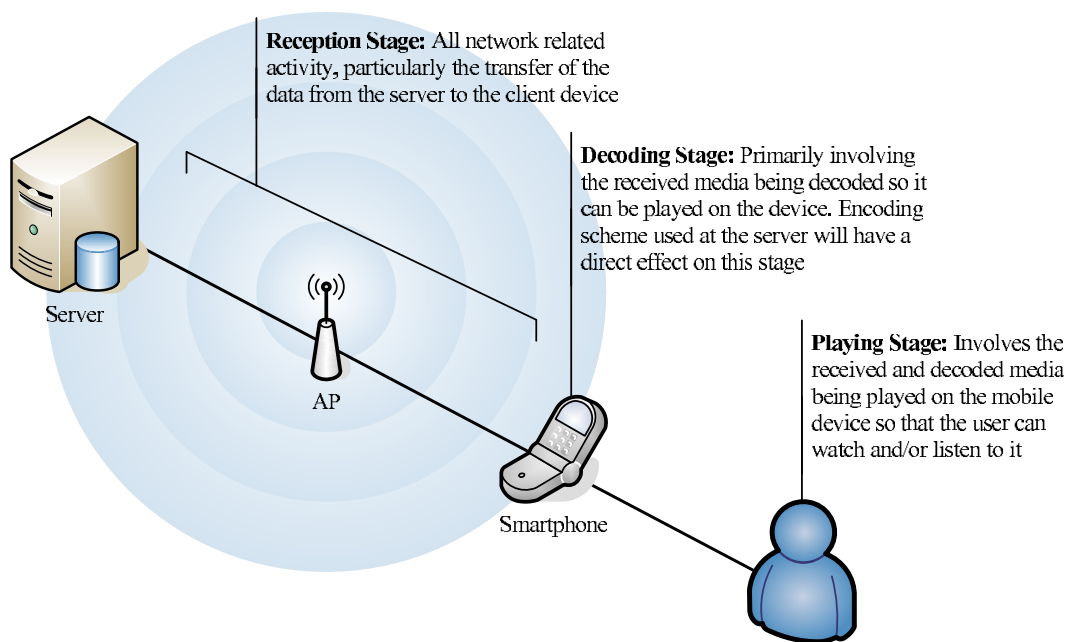 Reception Stage: All network related
activity, particularly the transfer of the
data from the server to the client device
Decoding Stage: Primarily involving
the received media being decoded so it
can be played on the device. Encoding
scheme used at the server will have a
direct effect on this stage
Server
AP
Playing Stage: Involves the
received and decoded media
being played on the mobile
device so that the user can
watch and/or listen to it
Smartphone